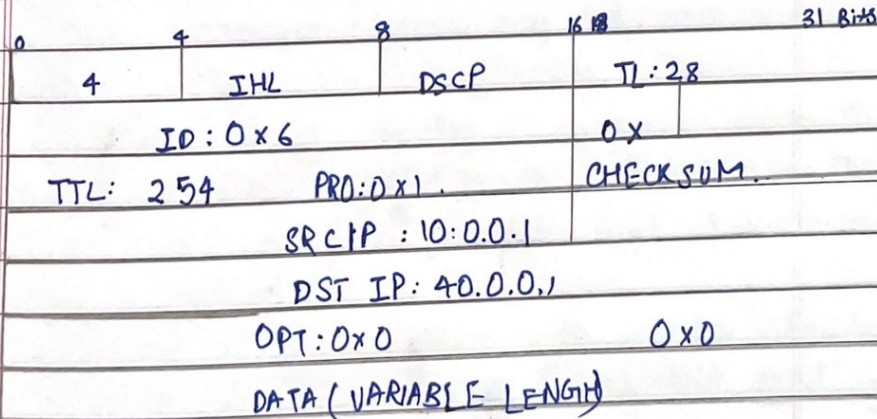 0 4 8 16 18 31 Bits
4 IHL DSCP TL: 28
ID: 0x6 0x
TTL: 254 PRO: 0x1. CHECKSUM.
SRC IP : 10:0.0.1
DST IP: 40.0.0.1
OPT: 0x0 0x0
DATA (VARIABLE LENGTH)